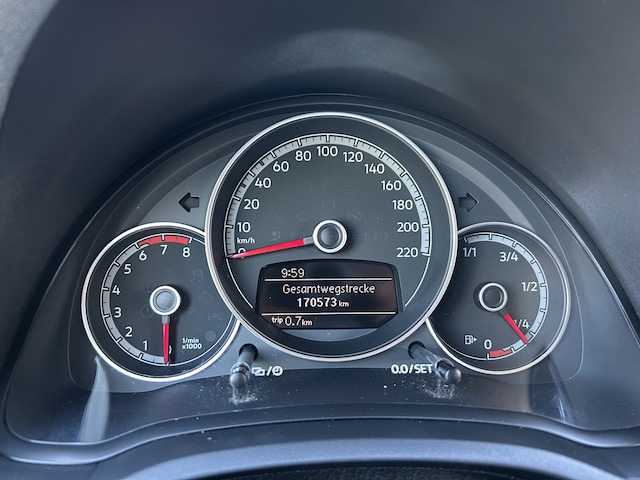 100
80 120
60 140
40 160
20 180
10 200
km/h 220
0
9:59
Gesamtwegstrecke
170573 km
trip 0.7 km
6 7 8
5
4
3
2
1
0
1/min
x1000
EPC
1/1 3/4
1/2
1/4
0
0.0/SET